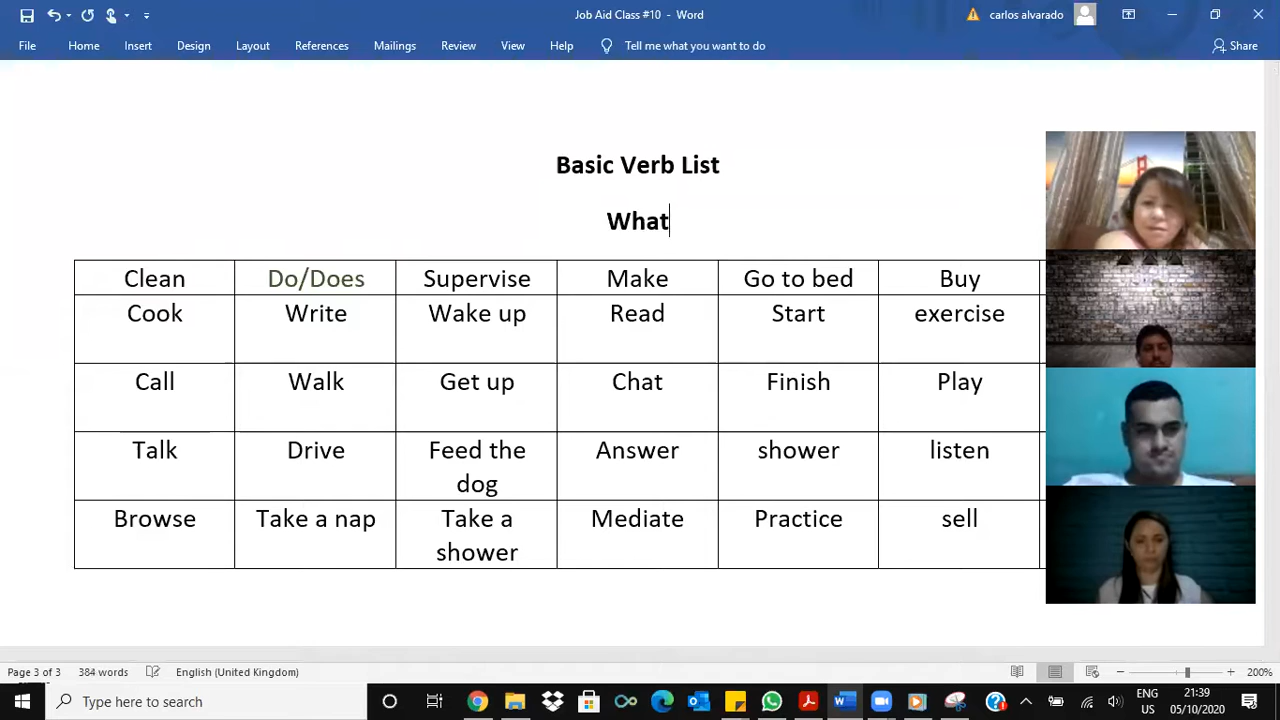 Job Aid Class #10 - Word
carlos alvarado
File Home Insert Design Layout References Mailings Review View Help Tell me what you want to do Share
Basic Verb List
What
Clean Do/Does Supervise Make Go to bed Buy
Cook Write Wake up Read Start exercise
Call Walk Get up Chat Finish Play
Talk Drive Feed the dog Answer shower listen
Browse Take a nap Take a shower Mediate Practice sell
Page 3 of 3 384 words English (United Kingdom) 200%
Type here to search
ENG 21:39
US 05/10/2020